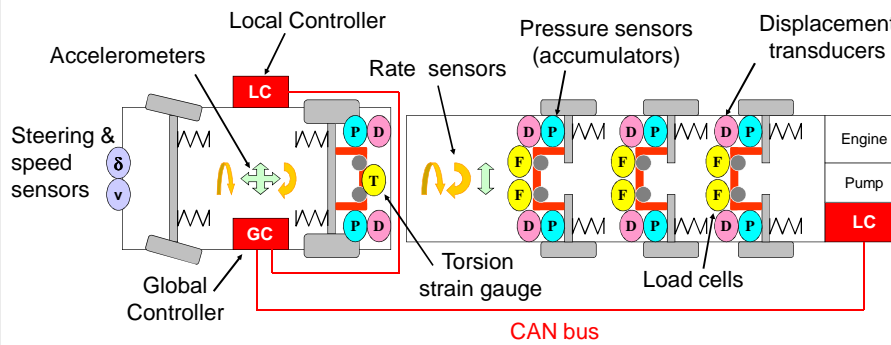 Local Controller
Accelerometers
Rate sensors
Pressure sensors
(accumulators)
Displacement
transducers
Steering &
speed
sensors
δ
v
LC
GC
P D
T
P D
D P
D P
D P
F
F
F
F
F
F
D P
D P
D P
Engine
Pump
LC
Global
Controller
Torsion
strain gauge
Load cells
CAN bus